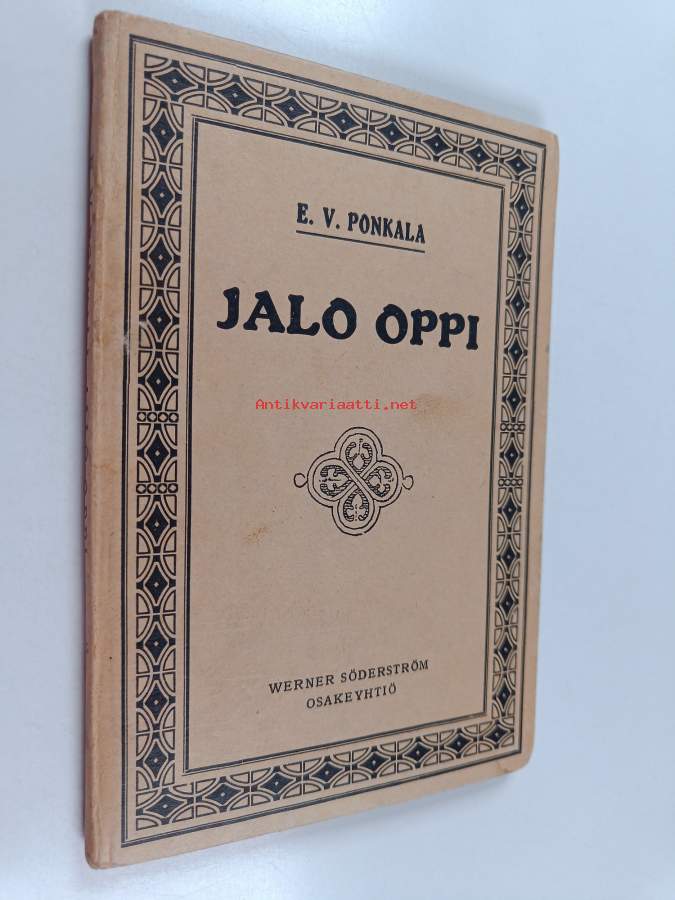 E. V. PONKALA
JALO OPPI
Antikvariaatti.net
WERNER SÖDERSTRÖM
OSAKEYHTIÖ